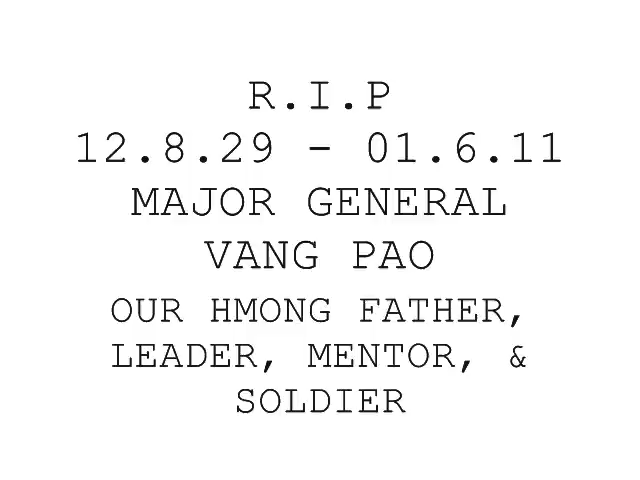 R.I.P
12.8.29 - 01.6.11
MAJOR GENERAL
VANG PAO
OUR HMONG FATHER,
LEADER, MENTOR, &
SOLDIER